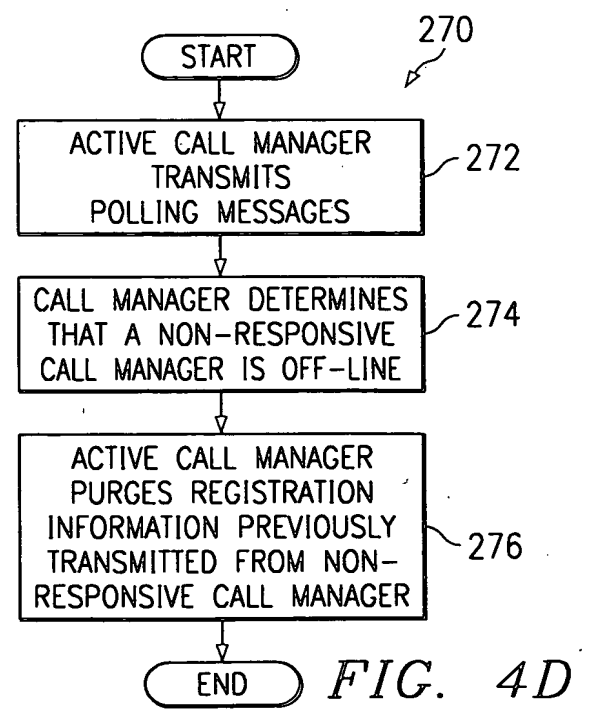 270
START
ACTIVE CALL MANAGER
TRANSMITS
POLLING MESSAGES
272
CALL MANAGER DETERMINES
THAT A NON-RESPONSIVE
CALL MANAGER IS OFF-LINE
274
ACTIVE CALL MANAGER
PURGES REGISTRATION
INFORMATION PREVIOUSLY
TRANSMITTED FROM NON-
RESPONSIVE CALL MANAGER
276
END
FIG. 4D